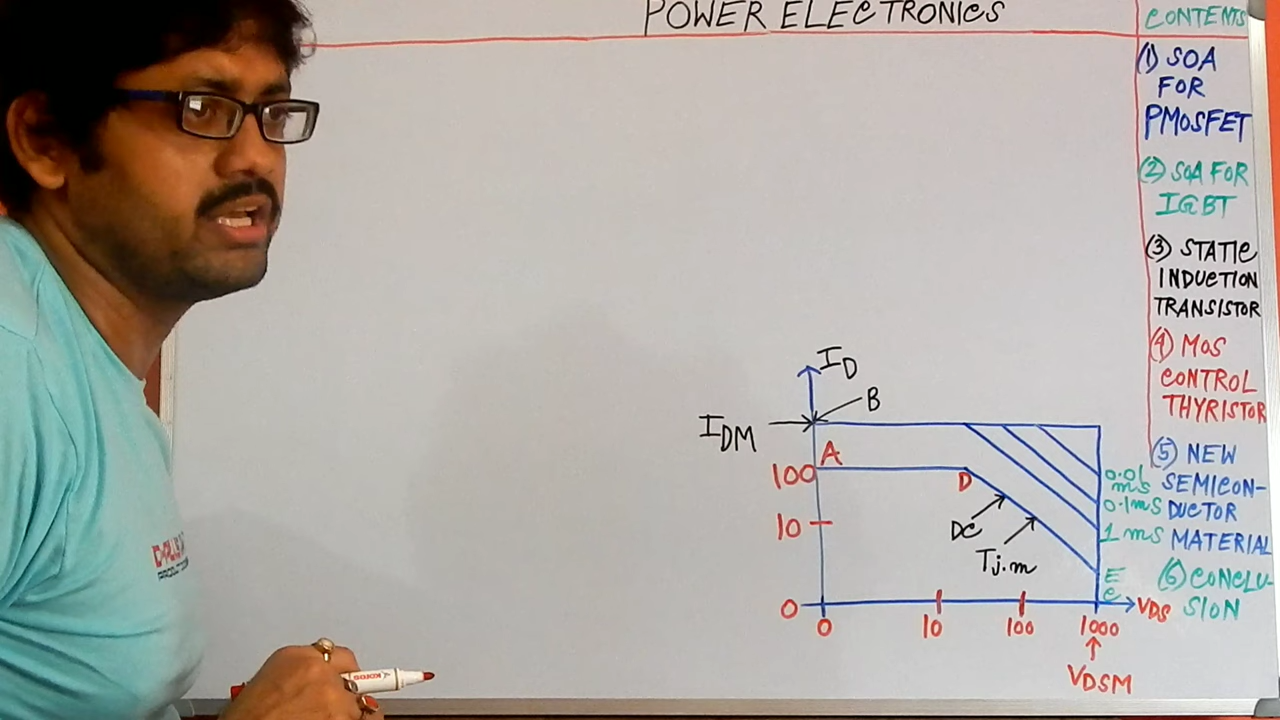 POWER ELECTRONICS
CONTENTS
(1) SOA
FOR
PMOSFET
(2) SOA FOR
IGBT
(3) STATIC
INDUCTION
TRANSISTOR
(4) MOS
CONTROL
THYRISTOR
(5) NEW
SEMICON-
DUCTOR
MATERIAL
(6) CONCLU-
SION
ID
B
IDM
A
100
D
10
DC
Tj.m
0.01
ms
0.1ms
1 ms
E
C
0
0
10
100
1000
VDS
VDSM
KOROS